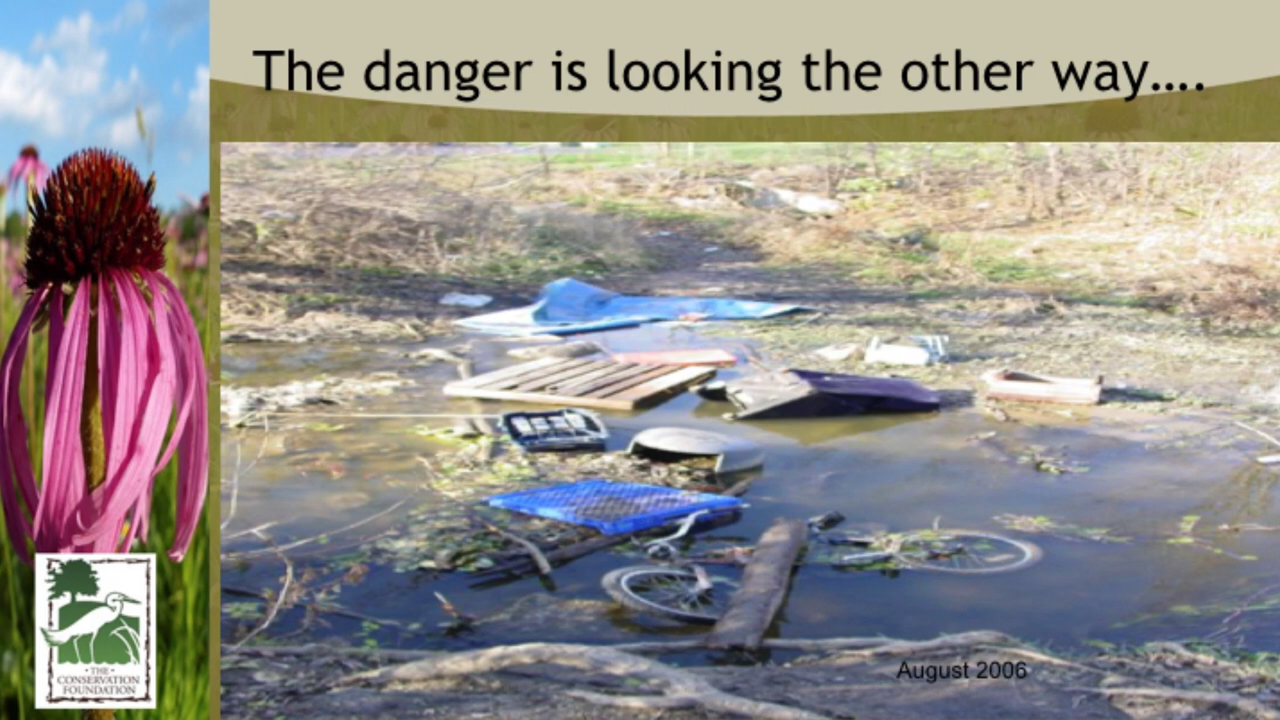 The danger is looking the other way....
August 2006
• THE •
CONSERVATION
FOUNDATION